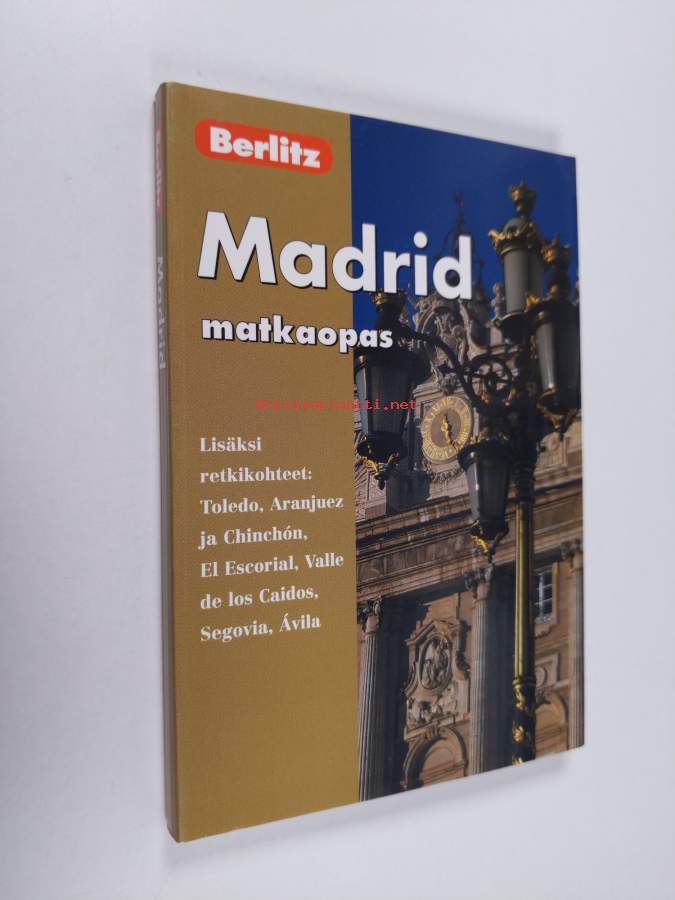 Berlitz
Madrid
matkaopas
Lisäksi
retkikohteet:
Toledo, Aranjuez
ja Chinchón,
El Escorial, Valle
de los Caidos,
Segovia, Ávila
Berlitz
Madrid